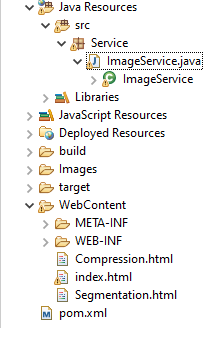 Java Resources
src
Service
ImageService.java
ImageService
Libraries
JavaScript Resources
Deployed Resources
build
Images
target
WebContent
META-INF
WEB-INF
Compression.html
index.html
Segmentation.html
pom.xml